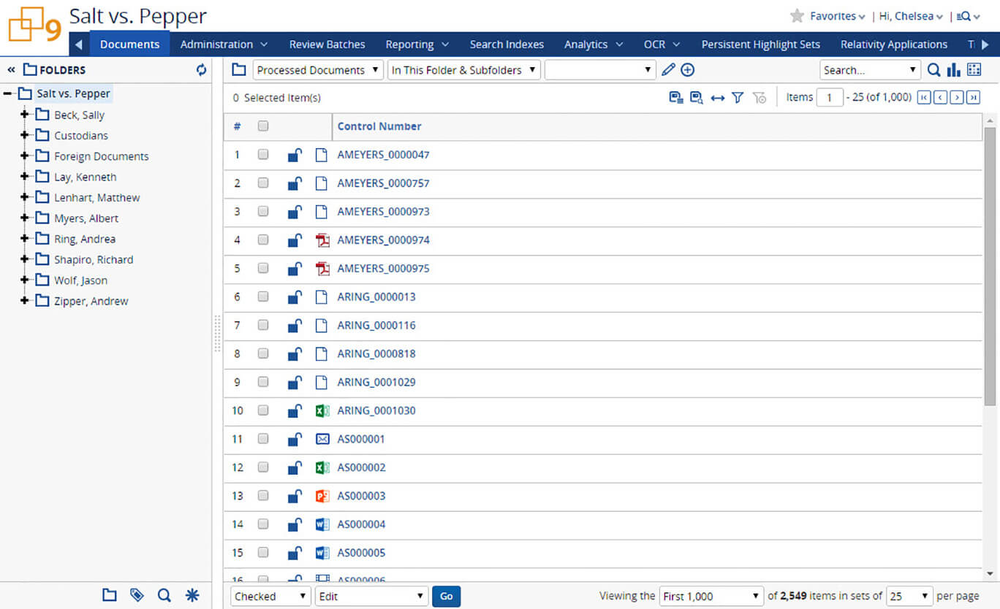 9
Salt vs. Pepper
Favorites | Hi, Chelsea |
Documents Administration Review Batches Reporting Search Indexes Analytics OCR Persistent Highlight Sets Relativity Applications
« FOLDERS
Processed Documents In This Folder & Subfolders Search...
0 Selected Item(s) Items 1 - 25 (of 1,000)
Salt vs. Pepper
Beck, Sally
Custodians
Foreign Documents
Lay, Kenneth
Lenhart, Matthew
Myers, Albert
Ring, Andrea
Shapiro, Richard
Wolf, Jason
Zipper, Andrew
# Control Number
1 AMEYERS_0000047
2 AMEYERS_0000757
3 AMEYERS_0000973
4 AMEYERS_0000974
5 AMEYERS_0000975
6 ARING_0000013
7 ARING_0000116
8 ARING_0000818
9 ARING_0001029
10 ARING_0001030
11 AS000001
12 AS000002
13 AS000003
14 AS000004
15 AS000005
16 AS000006
Checked Edit Go Viewing the First 1,000 of 2,549 items in sets of 25 per page